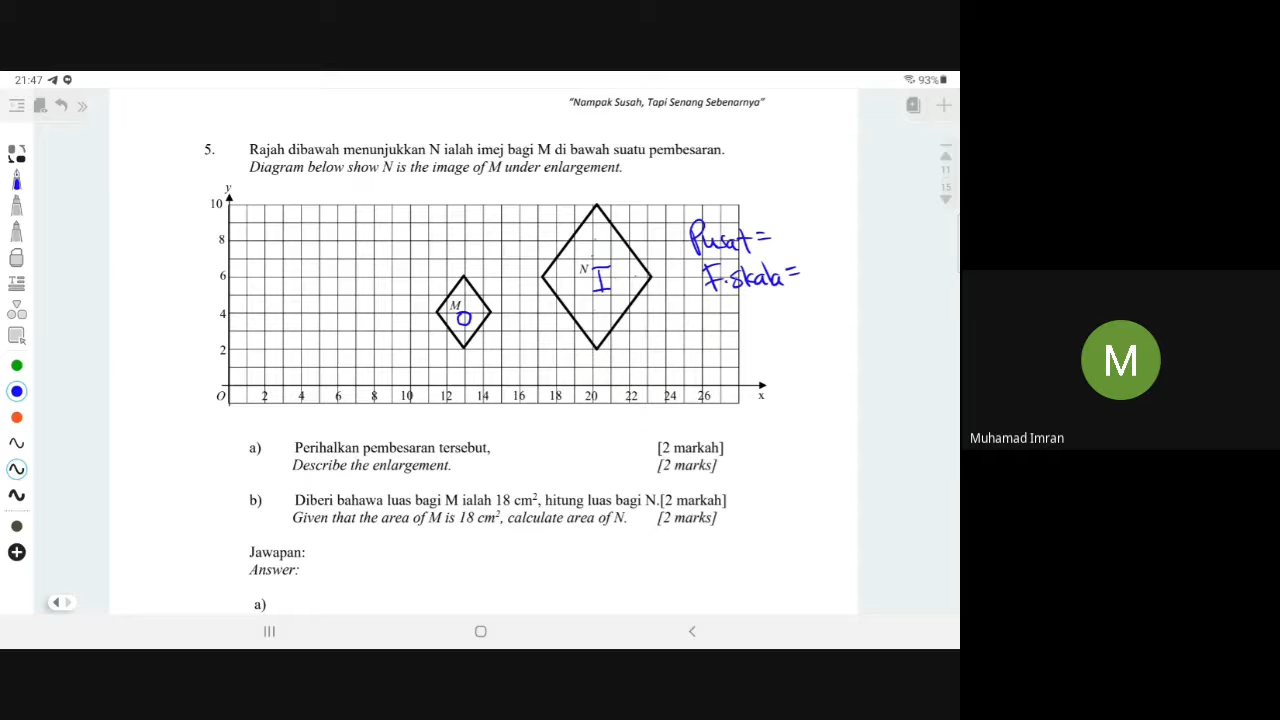 21:47
93%
"Nampak Susah, Tapi Senang Sebenarnya"
5. Rajah dibawah menunjukkan N ialah imej bagi M di bawah suatu pembesaran.
Diagram below show N is the image of M under enlargement.
y
10
8
6
4
2
O 2 4 6 8 10 12 14 16 18 20 22 24 26 x
M
O
N
I
Pusat =
F.skala =
11
15
a) Perihalkan pembesaran tersebut, [2 markah]
Describe the enlargement. [2 marks]
b) Diberi bahawa luas bagi M ialah 18 cm², hitung luas bagi N.[2 markah]
Given that the area of M is 18 cm², calculate area of N. [2 marks]
Jawapan:
Answer:
a)
M
Muhamad Imran